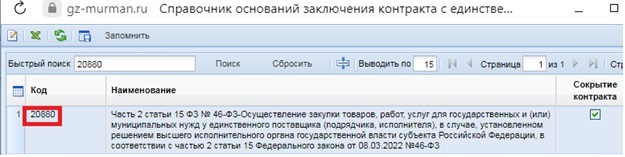 gz-murman.ru Справочник оснований заключения контракта с единстве...
Запомнить
Быстрый поиск 20880 Поиск Сбросить Выводить по 15 Страница 1 из 1
Код Наименование Сокрытие контракта
1 20880 Часть 2 статьи 15 ФЗ № 46-ФЗ-Осуществление закупки товаров, работ, услуг для государственных и (или)
муниципальных нужд у единственного поставщика (подрядчика, исполнителя), в случае, установленном
решением высшего исполнительного органа государственной власти субъекта Российской Федерации, в
соответствии с частью 2 статьи 15 Федерального закона от 08.03.2022 №46-ФЗ